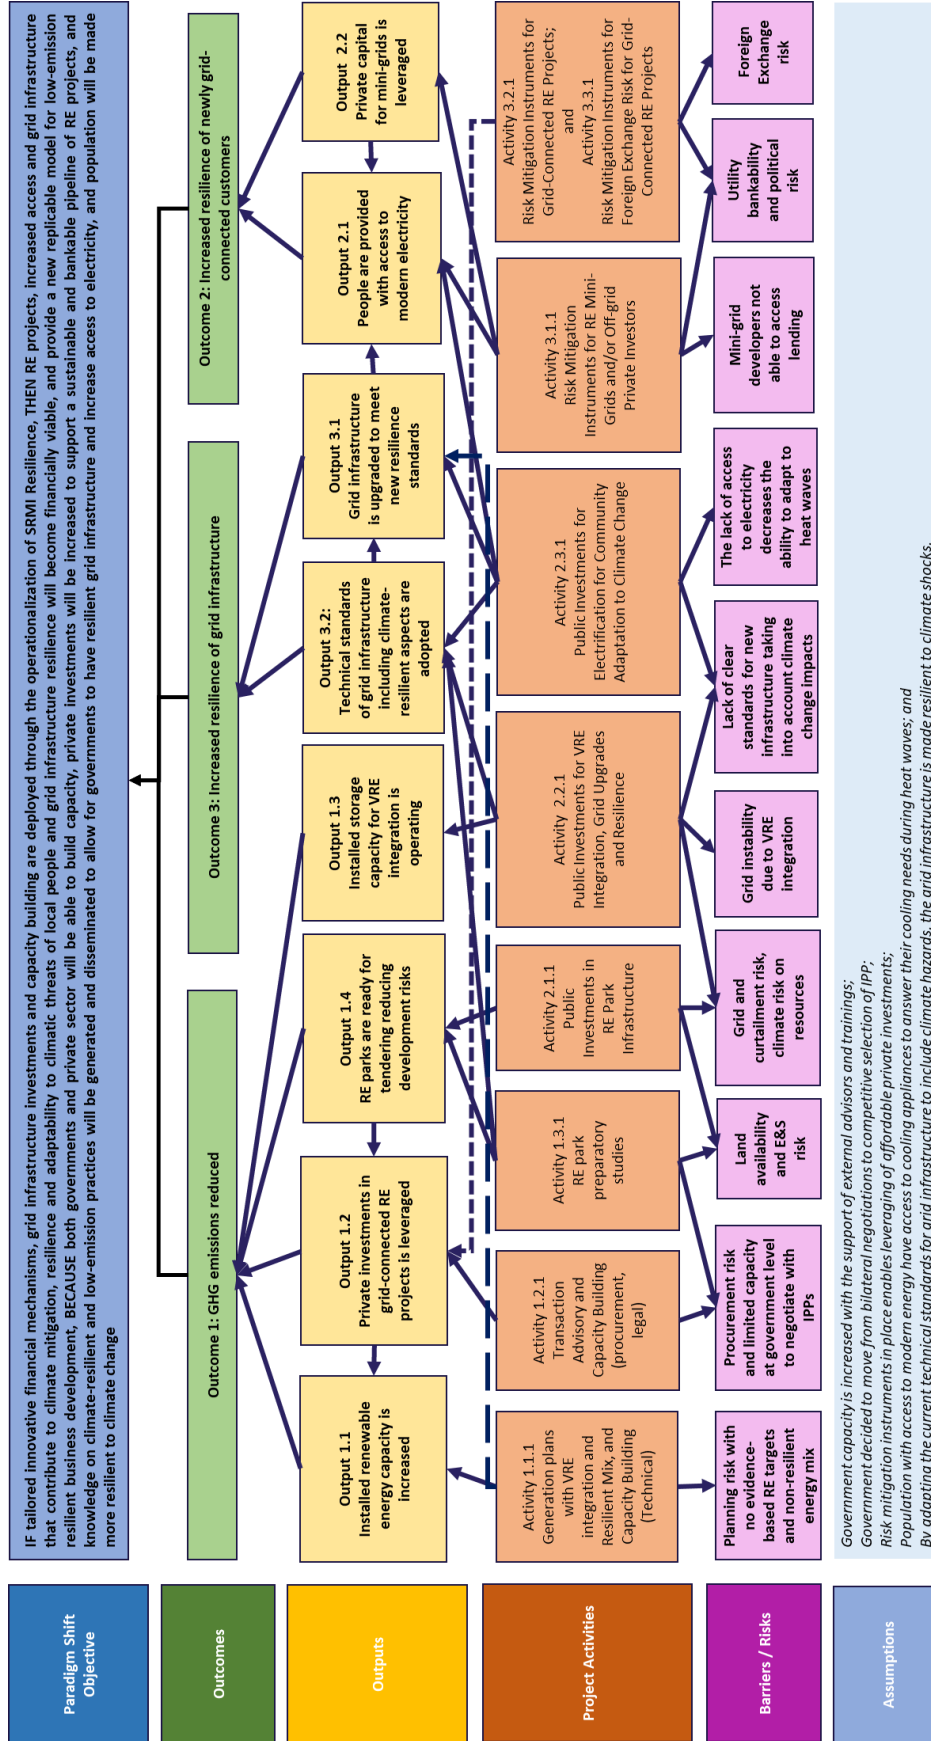 Paradigm Shift
Objective
IF tailored innovative financial mechanisms, grid infrastructure investments and capacity building are deployed through the operationalization of SRMI Resilience, THEN RE projects, increased access and grid infrastructure
that contribute to climate mitigation, resilience and adaptability to climatic threats of local people and grid infrastructure resilience will become financially viable, and provide a new replicable model for low-emission
resilient business development, BECAUSE both governments and private sector will be able to build capacity, private investments will be increased to support a sustainable and bankable pipeline of RE projects, and
knowledge on climate-resilient and low-emission practices will be generated and disseminated to allow for governments to have resilient grid infrastructure and increase access to electricity, and population will be made
more resilient to climate change
Outcomes
Outcome 1: GHG emissions reduced
Outcome 3: Increased resilience of grid infrastructure
Outcome 2: Increased resilience of newly grid-
connected customers
Outputs
Output 1.1
Installed renewable
energy capacity is
increased
Output 1.2
Private investments in
grid-connected RE
projects is leveraged
Output 1.4
RE parks are ready for
tendering reducing
development risks
Output 1.3
Installed storage
capacity for VRE
integration is
operating
Output 3.2:
Technical standards
of grid infrastructure
including climate-
resilient aspects are
adopted
Output 3.1
Grid infrastructure
is upgraded to meet
new resilience
standards
Output 2.1
People are provided
with access to
modern electricity
Output 2.2
Private capital
for mini-grids is
leveraged
Project Activities
Activity 1.1.1
Generation plans
with VRE
integration and
Resilient Mix, and
Capacity Building
(Technical)
Activity 1.2.1
Transaction
Advisory and
Capacity Building
(procurement,
legal)
Activity 1.3.1
RE park
preparatory
studies
Activity 2.1.1
Public
Investments in
RE Park
Infrastructure
Activity 2.2.1
Public Investments for VRE
Integration, Grid Upgrades
and Resilience
Activity 2.3.1
Public Investments for
Electrification for Community
Adaptation to Climate Change
Activity 3.1.1
Risk Mitigation
Instruments for RE Mini-
Grids and/or Off-grid
Private Investors
Activity 3.2.1
Risk Mitigation Instruments for
Grid-Connected RE Projects;
and
Activity 3.3.1
Risk Mitigation Instruments for
Foreign Exchange Risk for Grid-
Connected RE Projects
Barriers / Risks
Planning risk with
no evidence-
based RE targets
and non-resilient
energy mix
Procurement risk
and limited capacity
at government level
to negotiate with
IPPs
Land
availability
and E&S
risk
Grid and
curtailment risk,
climate risk on
resources
Grid instability
due to VRE
integration
Lack of clear
standards for new
infrastructure taking
into account climate
change impacts
The lack of access
to electricity
decreases the
ability to adapt to
heat waves
Mini-grid
developers not
able to access
lending
Utility
bankability
and political
risk
Foreign
Exchange
risk
Assumptions
Government capacity is increased with the support of external advisors and trainings;
Government decided to move from bilateral negotiations to competitive selection of IPP;
Risk mitigation instruments in place enables leveraging of affordable private investments;
Population with access to modern energy have access to cooling appliances to answer their cooling needs during heat waves; and
By adapting the current technical standards for grid infrastructure to include climate hazards, the grid infrastructure is made resilient to climate shocks.